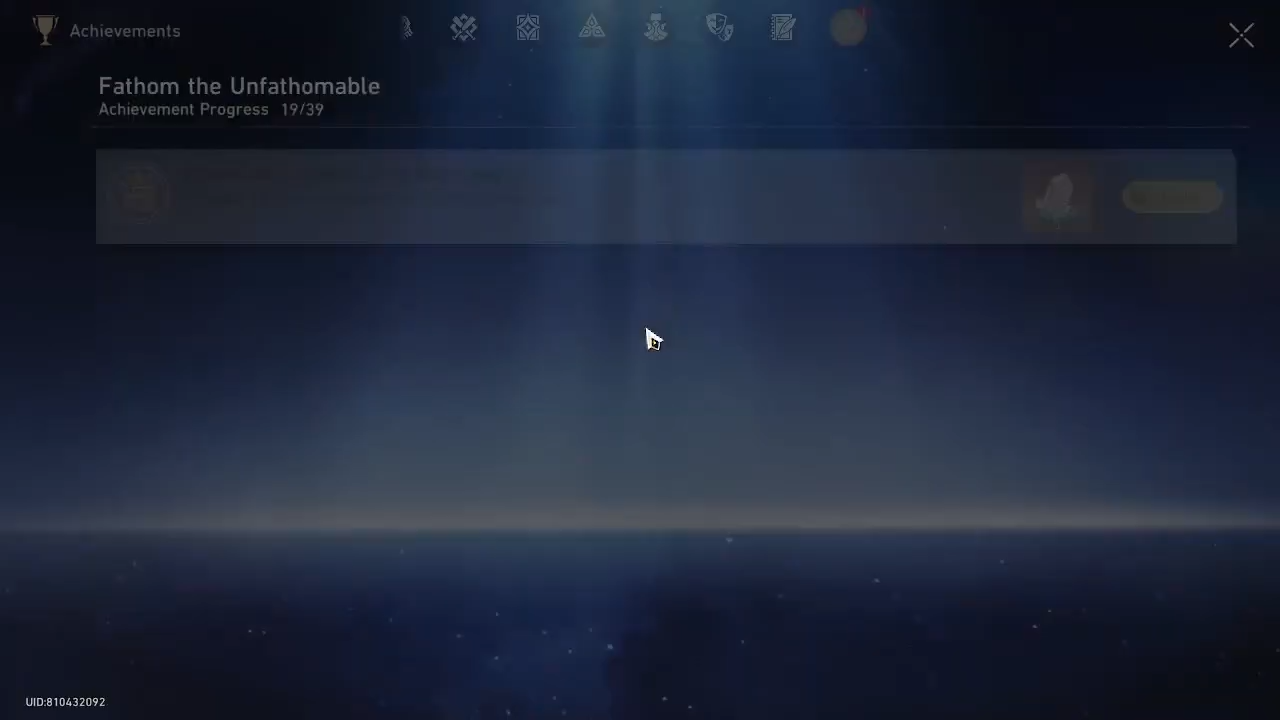 Achievements
Fathom the Unfathomable
Achievement Progress 19/39
UID:810432092